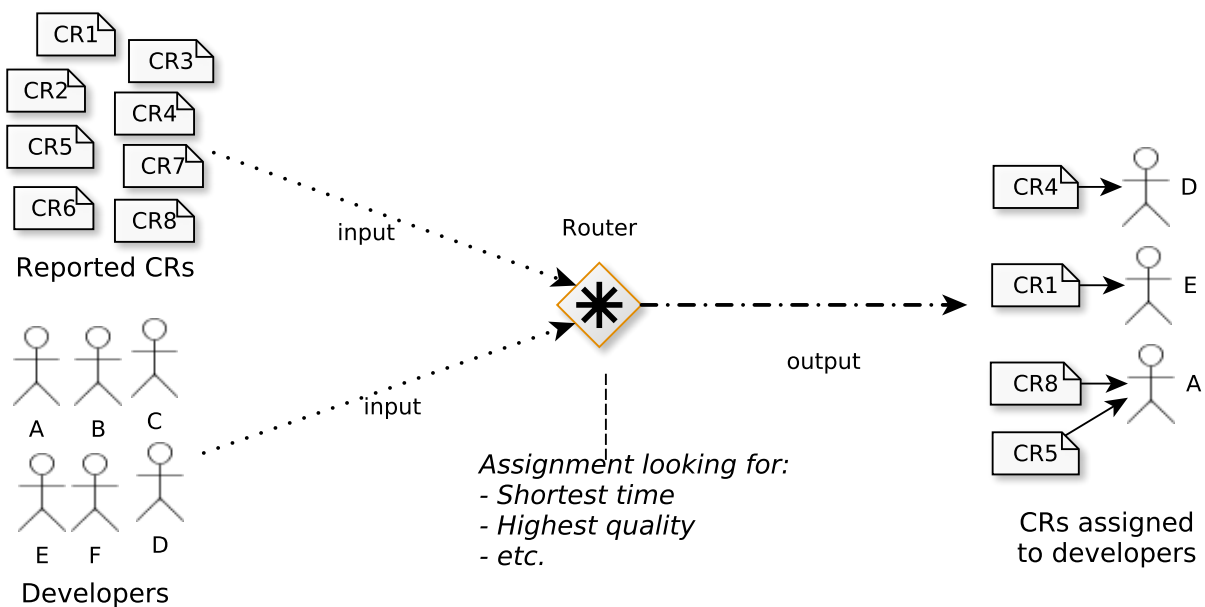 CR1
CR3
CR2
CR4
CR5
CR7
CR6
CR8
Reported CRs
A
B
C
E
F
D
Developers
input
input
Router
Assignment looking for:
- Shortest time
- Highest quality
- etc.
output
CR4
D
CR1
E
CR8
A
CR5
CRs assigned
to developers